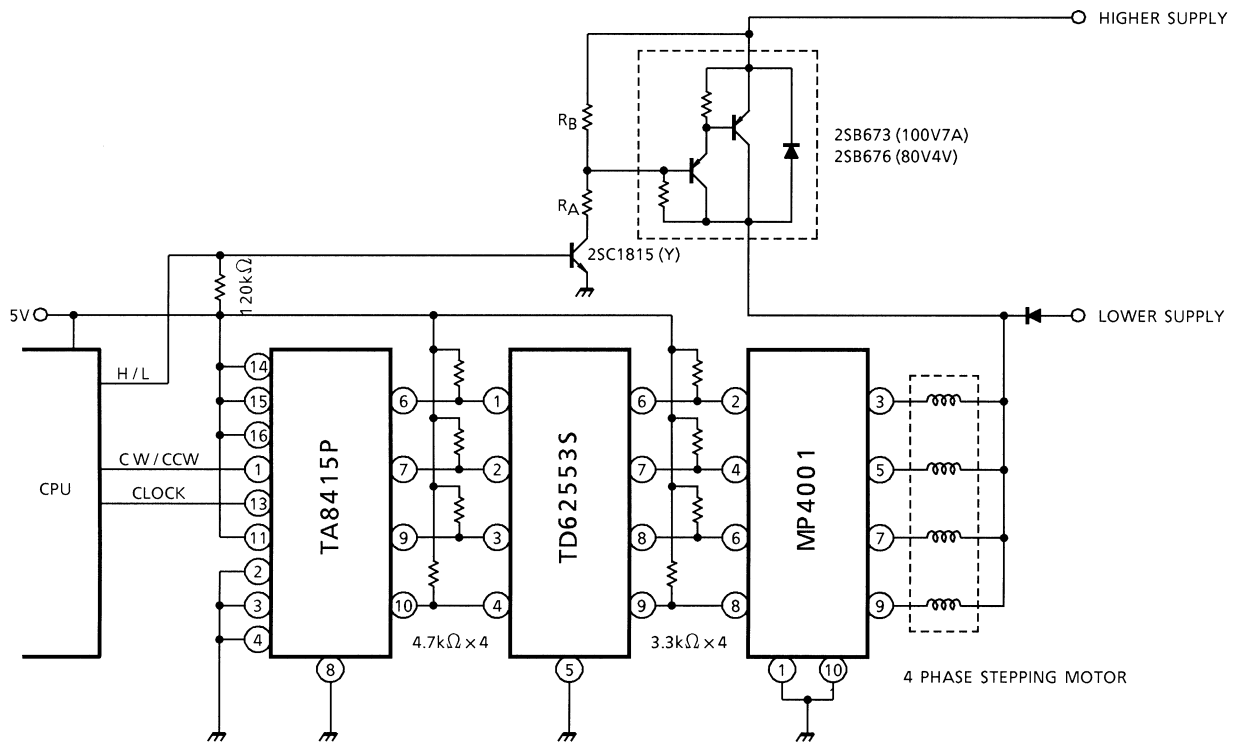 HIGHER SUPPLY
RB
2SB673 (100V7A)
2SB676 (80V4V)
RA
2SC1815 (Y)
120kΩ
5V
LOWER SUPPLY
H / L
CW/CCW
CLOCK
CPU
14
15
16
1
13
11
2
3
4
TA8415P
6
7
9
10
8
4.7kΩ×4
1
2
3
4
TD62553S
6
7
8
9
5
3.3kΩ×4
2
4
6
8
MP4001
3
5
7
9
1
10
4 PHASE STEPPING MOTOR